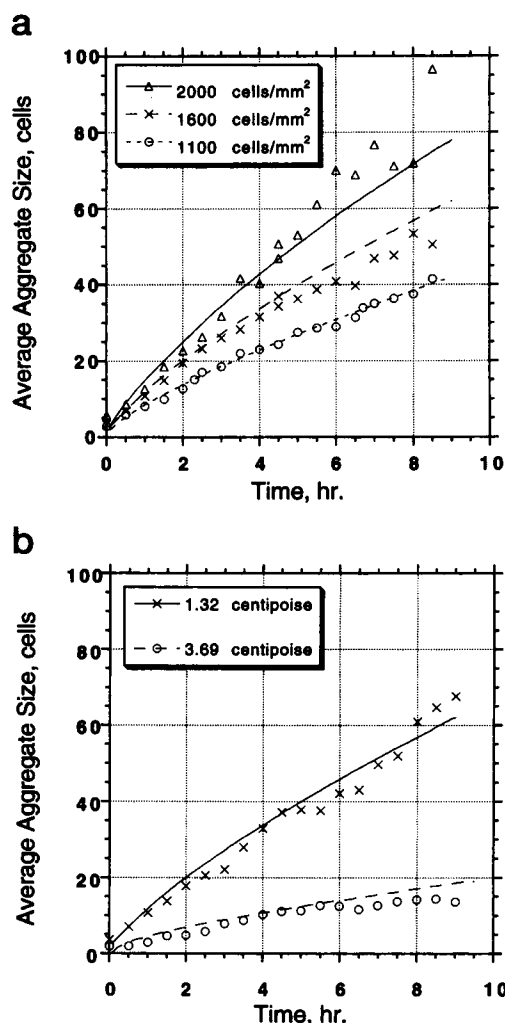 a
100
80
60
40
20
0
Average Aggregate Size, cells
2000 cells/mm²
1600 cells/mm²
1100 cells/mm²
0 2 4 6 8 10
Time, hr.
b
100
80
60
40
20
0
Average Aggregate Size, cells
1.32 centipoise
3.69 centipoise
0 2 4 6 8 10
Time, hr.